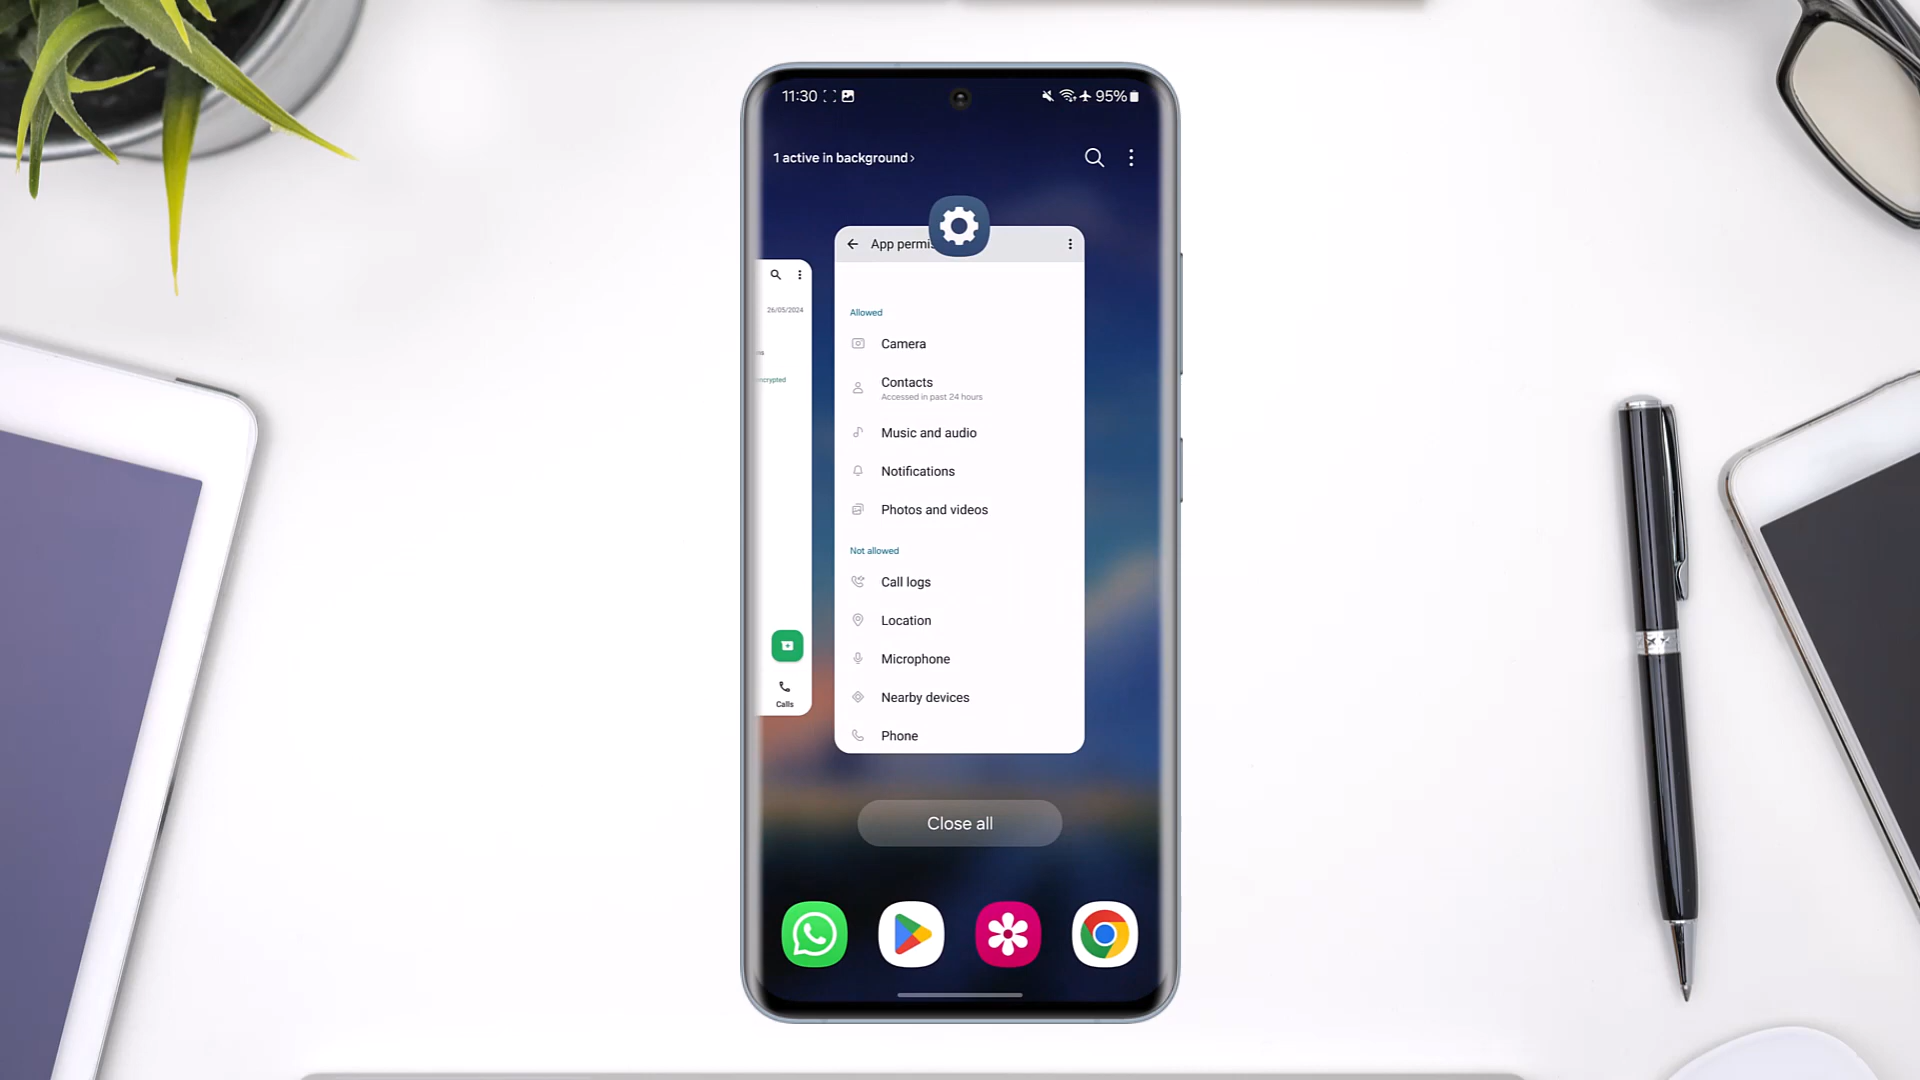 11:30
95%
1 active in background ›
App permis
26/05/2024
ns
encrypted
Calls
Allowed
Camera
Contacts
Accessed in past 24 hours
Music and audio
Notifications
Photos and videos
Not allowed
Call logs
Location
Microphone
Nearby devices
Phone
Close all